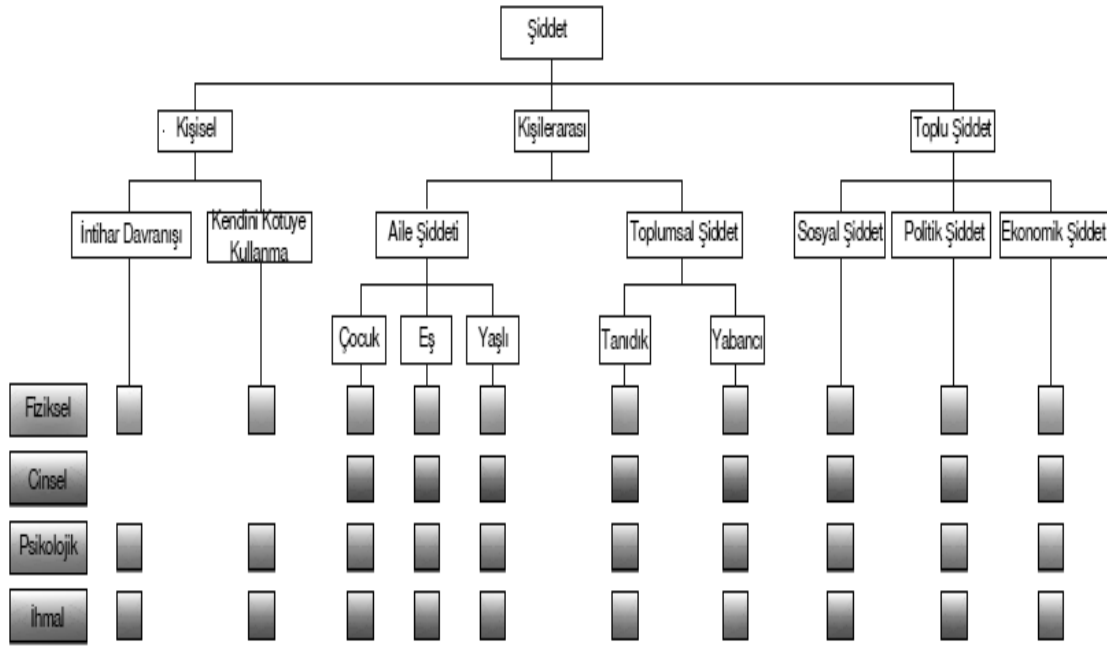 Şiddet
Kişisel
Kişilerarası
Toplu Şiddet
İntihar Davranışı
Kendini Kötüye
Kullanma
Aile Şiddeti
Toplumsal Şiddet
Sosyal Şiddet
Politik Şiddet
Ekonomik Şiddet
Çocuk
Eş
Yaşlı
Tanıdık
Yabancı
Fiziksel
Cinsel
Psikolojik
İhmal